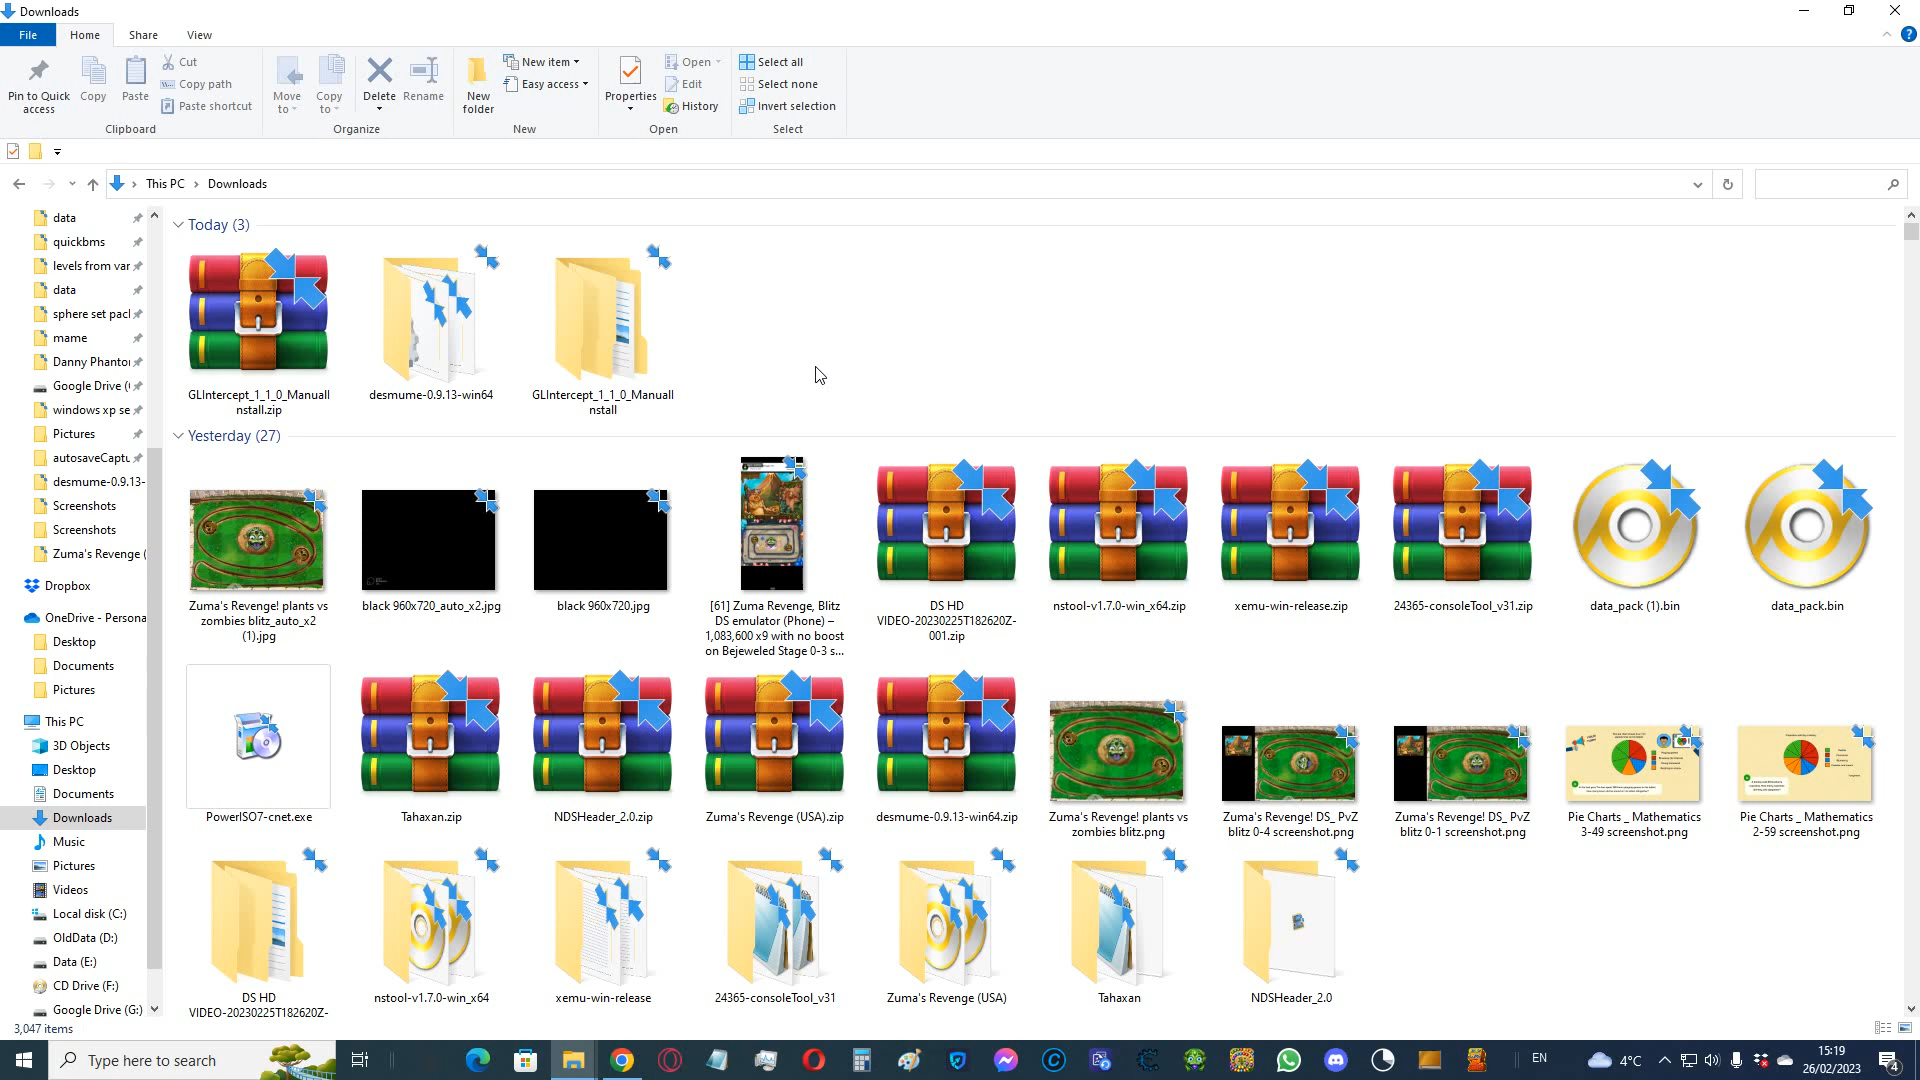 Downloads
File Home Share View
Pin to Quick access
Copy
Paste
Cut
Copy path
Paste shortcut
Clipboard
Move to
Copy to
Delete
Rename
Organize
New folder
New item
Easy access
New
Properties
Open
Edit
History
Open
Select all
Select none
Invert selection
Select
This PC Downloads
data
quickbms
levels from var
data
sphere set pacl
mame
Danny Phantor
Google Drive (
windows xp se
Pictures
autosaveCaptu
desmume-0.9.13-
Screenshots
Screenshots
Zuma's Revenge (
Dropbox
OneDrive - Persona
Desktop
Documents
Pictures
This PC
3D Objects
Desktop
Documents
Downloads
Music
Pictures
Videos
Local disk (C:)
OldData (D:)
Data (E:)
CD Drive (F:)
Google Drive (G:)
Today (3)
GLIntercept_1_1_0_ManualI
nstall.zip
desmume-0.9.13-win64
GLIntercept_1_1_0_ManualI
nstall
Yesterday (27)
Zuma's Revenge! plants vs
zombies blitz_auto_x2
(1).jpg
black 960x720_auto_x2.jpg
black 960x720.jpg
[61] Zuma Revenge, Blitz
DS emulator (Phone) –
1,083,600 x9 with no boost
on Bejeweled Stage 0-3 s...
DS HD
VIDEO-20230225T182620Z-
001.zip
nstool-v1.7.0-win_x64.zip
xemu-win-release.zip
24365-consoleTool_v31.zip
data_pack (1).bin
data_pack.bin
PowerISO7-cnet.exe
Tahaxan.zip
NDSHeader_2.0.zip
Zuma's Revenge (USA).zip
desmume-0.9.13-win64.zip
Zuma's Revenge! plants vs
zombies blitz.png
Zuma's Revenge! DS_ PvZ
blitz 0-4 screenshot.png
Zuma's Revenge! DS_ PvZ
blitz 0-1 screenshot.png
Pie Charts _ Mathematics
3-49 screenshot.png
Pie Charts _ Mathematics
2-59 screenshot.png
DS HD
VIDEO-20230225T182620Z-
nstool-v1.7.0-win_x64
xemu-win-release
24365-consoleTool_v31
Zuma's Revenge (USA)
Tahaxan
NDSHeader_2.0
3,047 items
Type here to search
EN
4°C
15:19
26/02/2023
4